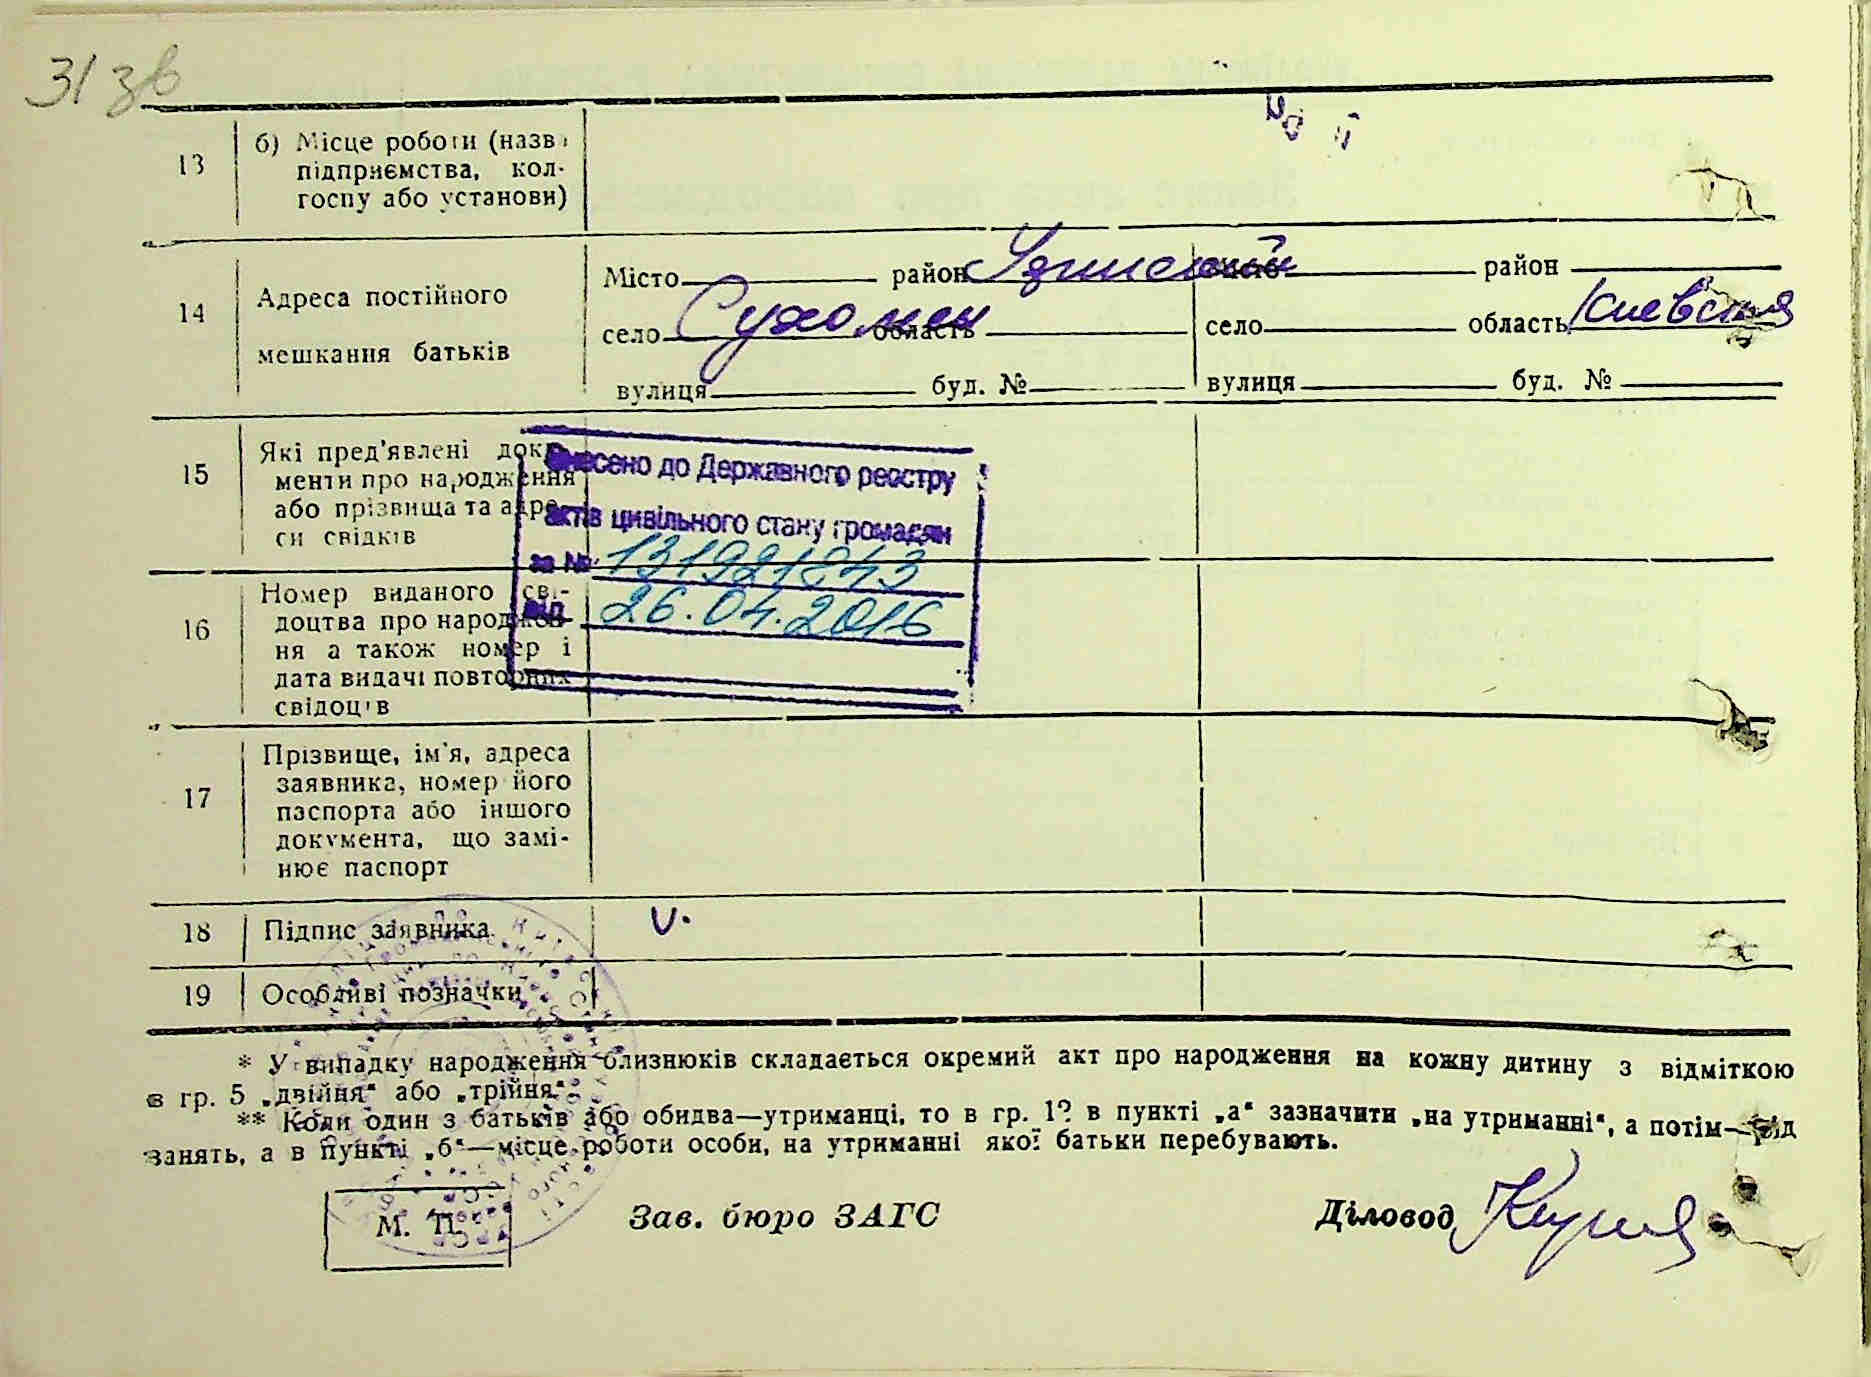 31 зв
13
б) Місце роботи (назва
підприємства, кол-
госпу або установи)
14
Адреса постійного
мешкання батьків
Місто район Узинский район
село Сухолеси область село область Киевская
вулиця буд. № вулиця буд. №
15
Які пред'явлені доку-
менти про народження
або прізвища та адре-
си свідків
Внесено до Державного реєстру
актів цивільного стану громадян
за № 131921843
від 26.04.2016
16
Номер виданого сві-
доцтва про народжен-
ня а також номер і
дата видачі повторних
свідоцтв
17
Прізвище, ім'я, адреса
заявника, номер його
паспорта або іншого
документа, що замі-
нює паспорт
18
Підпис заявника
19
Особливі позначки
* У випадку народження близнюків складається окремий акт про народження на кожну дитину з відміткою
в гр. 5 „двійня“ або „трійня“.
** Коли один з батьків або обидва—утриманці, то в гр. 12 в пункті „а“ зазначити „на утриманні“, а потім—рід
занять, а в пункті „б“—місце роботи особи, на утриманні якої батьки перебувають.
М. П.
Зав. бюро ЗАГС
Діловод